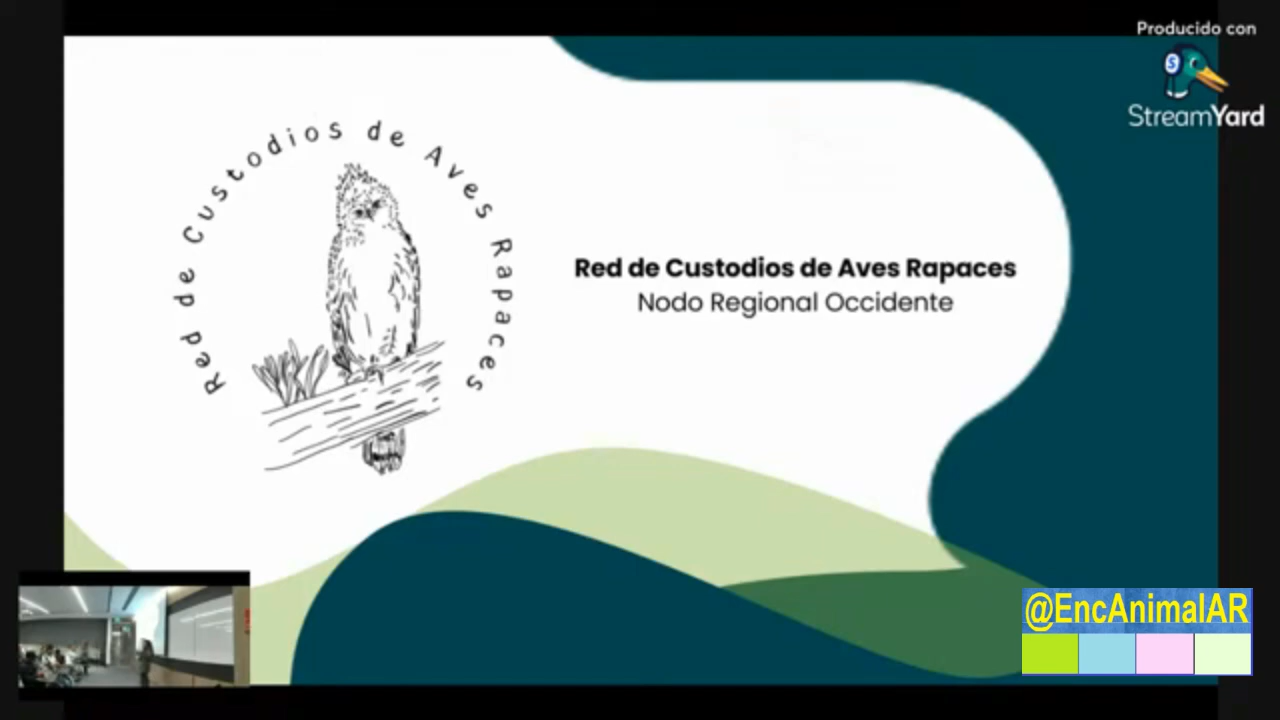 Producido con
StreamYard
Red de Custodios de Aves Rapaces
Red de Custodios de Aves Rapaces
Nodo Regional Occidente
@EncAnimalAR